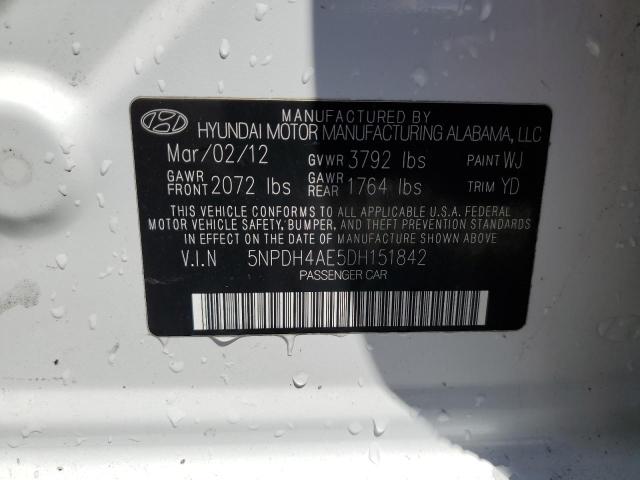 MANUFACTURED BY
HYUNDAI MOTOR MANUFACTURING ALABAMA, LLC
Mar/02/12 GVWR 3792 lbs PAINT WJ
GAWR FRONT 2072 lbs GAWR REAR 1764 lbs TRIM YD
THIS VEHICLE CONFORMS TO ALL APPLICABLE U.S.A. FEDERAL
MOTOR VEHICLE SAFETY, BUMPER, AND THEFT PREVENTION STANDARDS
IN EFFECT ON THE DATE OF MANUFACTURE SHOWN ABOVE.
V.I.N 5NPDH4AE5DH151842
PASSENGER CAR